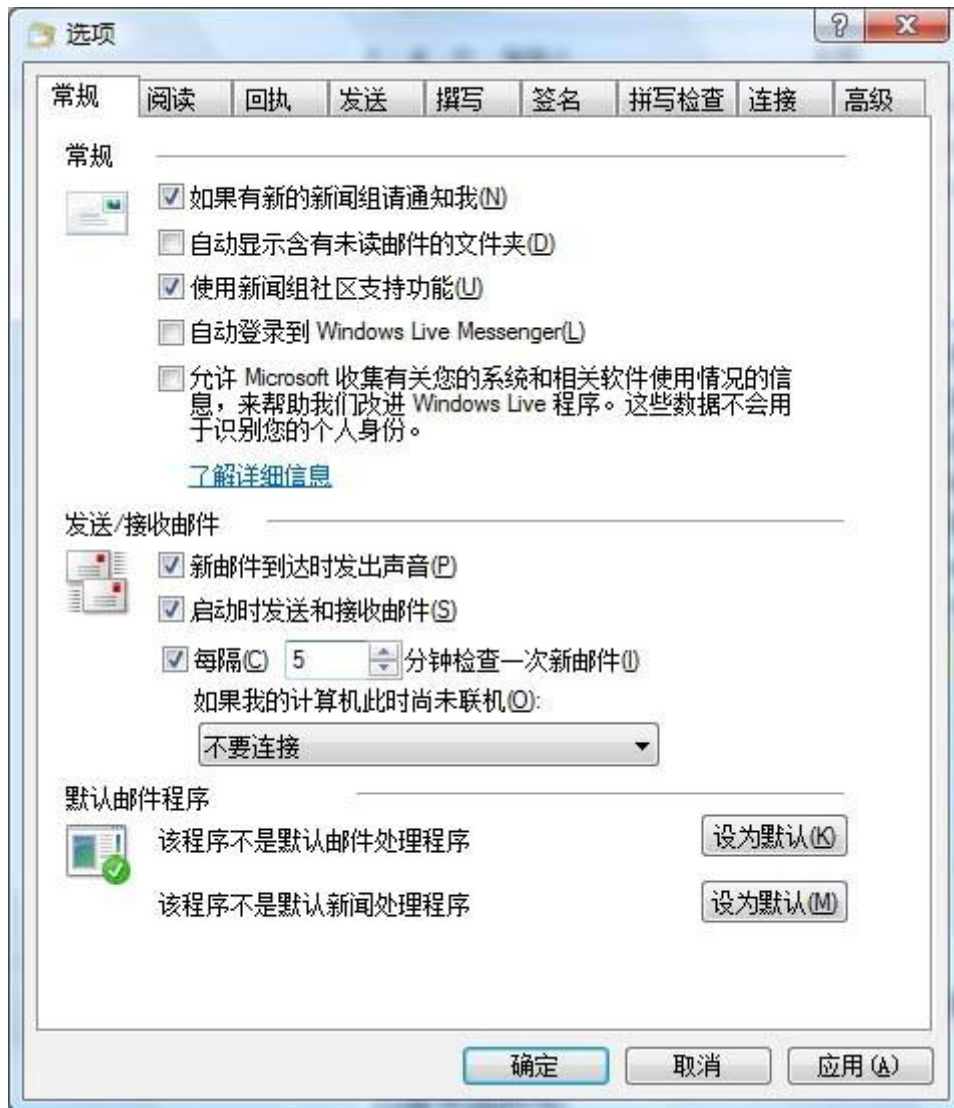 选项
常规 阅读 回执 发送 撰写 签名 拼写检查 连接 高级
常规
如果有新的新闻组请通知我(N)
自动显示含有未读邮件的文件夹(D)
使用新闻组社区支持功能(U)
自动登录到 Windows Live Messenger(L)
允许 Microsoft 收集有关您的系统和相关软件使用情况的信
息，来帮助我们改进 Windows Live 程序。这些数据不会用
于识别您的个人身份。
了解详细信息
发送/接收邮件
新邮件到达时发出声音(P)
启动时发送和接收邮件(S)
每隔(C) 5 分钟检查一次新邮件(I)
如果我的计算机此时尚未联机(O):
不要连接
默认邮件程序
该程序不是默认邮件处理程序 设为默认(K)
该程序不是默认新闻处理程序 设为默认(M)
确定 取消 应用(A)